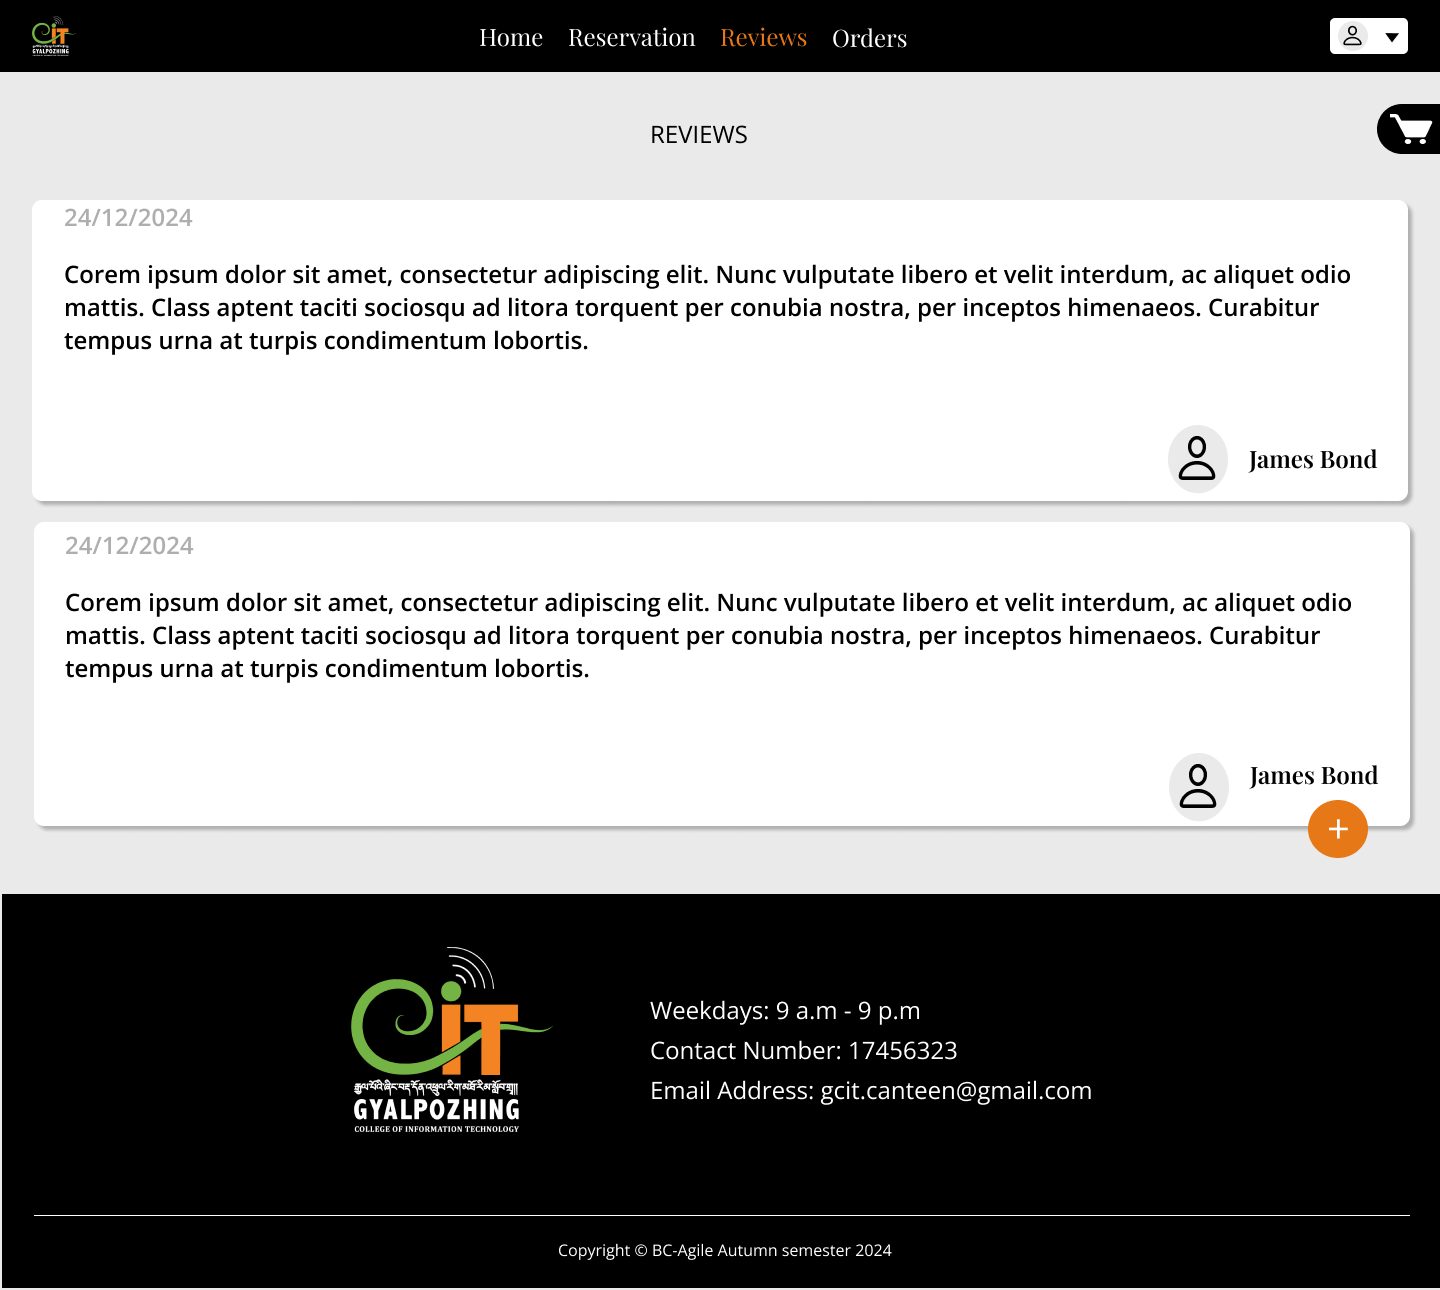 CIT
GYALPOZHING
Home Reservation Reviews Orders
REVIEWS
24/12/2024
Corem ipsum dolor sit amet, consectetur adipiscing elit. Nunc vulputate libero et velit interdum, ac aliquet odio
mattis. Class aptent taciti sociosqu ad litora torquent per conubia nostra, per inceptos himenaeos. Curabitur
tempus urna at turpis condimentum lobortis.
James Bond
24/12/2024
Corem ipsum dolor sit amet, consectetur adipiscing elit. Nunc vulputate libero et velit interdum, ac aliquet odio
mattis. Class aptent taciti sociosqu ad litora torquent per conubia nostra, per inceptos himenaeos. Curabitur
tempus urna at turpis condimentum lobortis.
James Bond
CIT
GYALPOZHING
COLLEGE OF INFORMATION TECHNOLOGY
Weekdays: 9 a.m - 9 p.m
Contact Number: 17456323
Email Address: gcit.canteen@gmail.com
Copyright © BC-Agile Autumn semester 2024